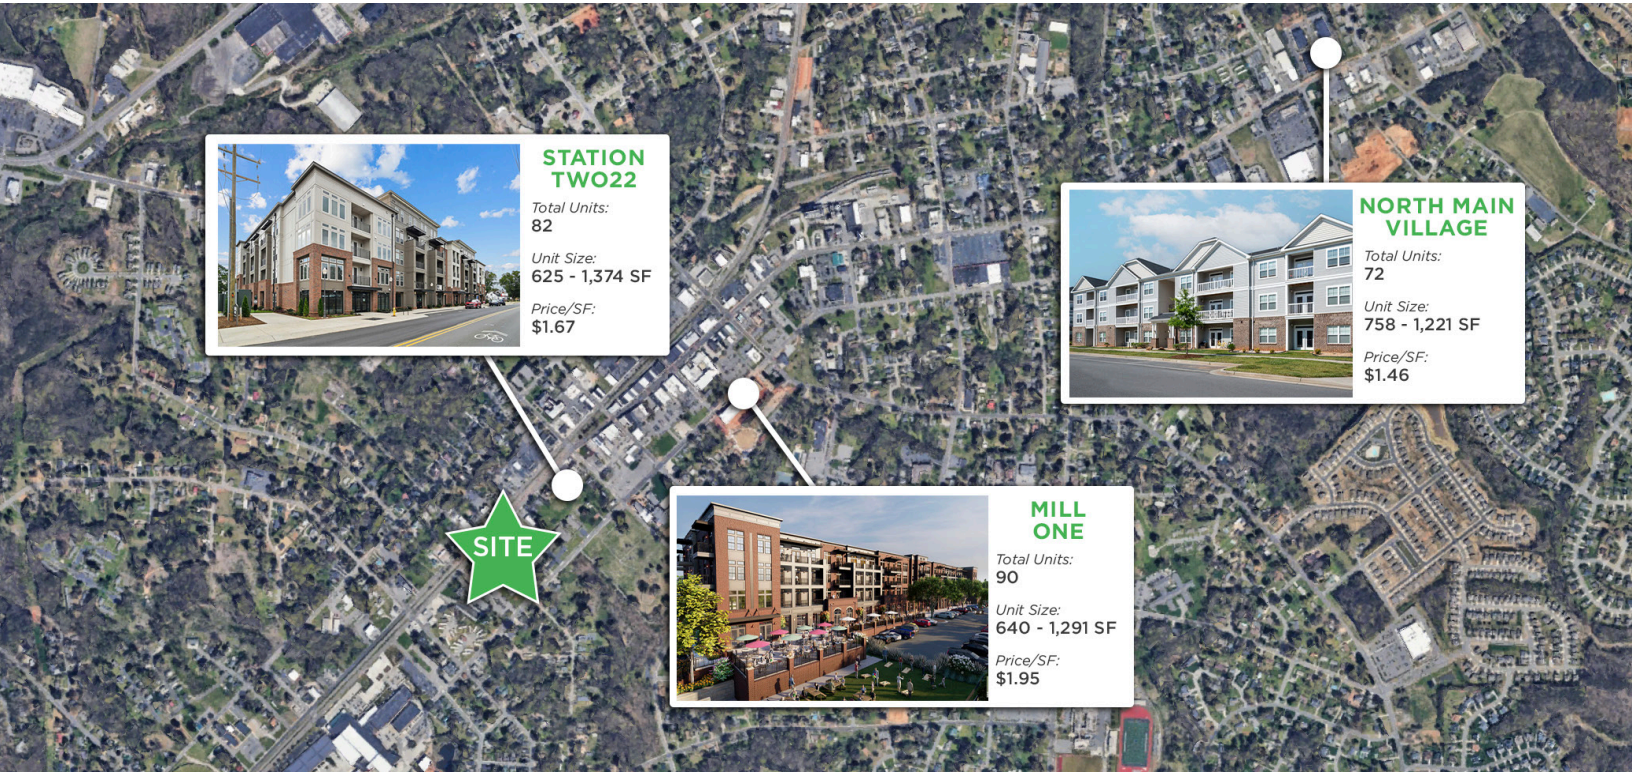 STATION
TWO22
Total Units:
82
Unit Size:
625 - 1,374 SF
Price/SF:
$1.67
NORTH MAIN
VILLAGE
Total Units:
72
Unit Size:
758 - 1,221 SF
Price/SF:
$1.46
SITE
MILL
ONE
Total Units:
90
Unit Size:
640 - 1,291 SF
Price/SF:
$1.95